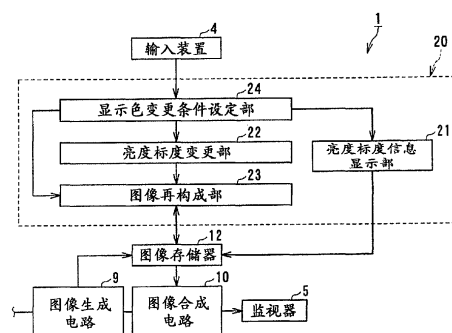 1
4
输入装置
20
24
显示色变更条件设定部
22
亮度标度变更部
21
亮度标度信息
显示部
23
图像再构成部
12
图像存储器
9
图像生成
电路
10
图像合成
电路
5
监视器